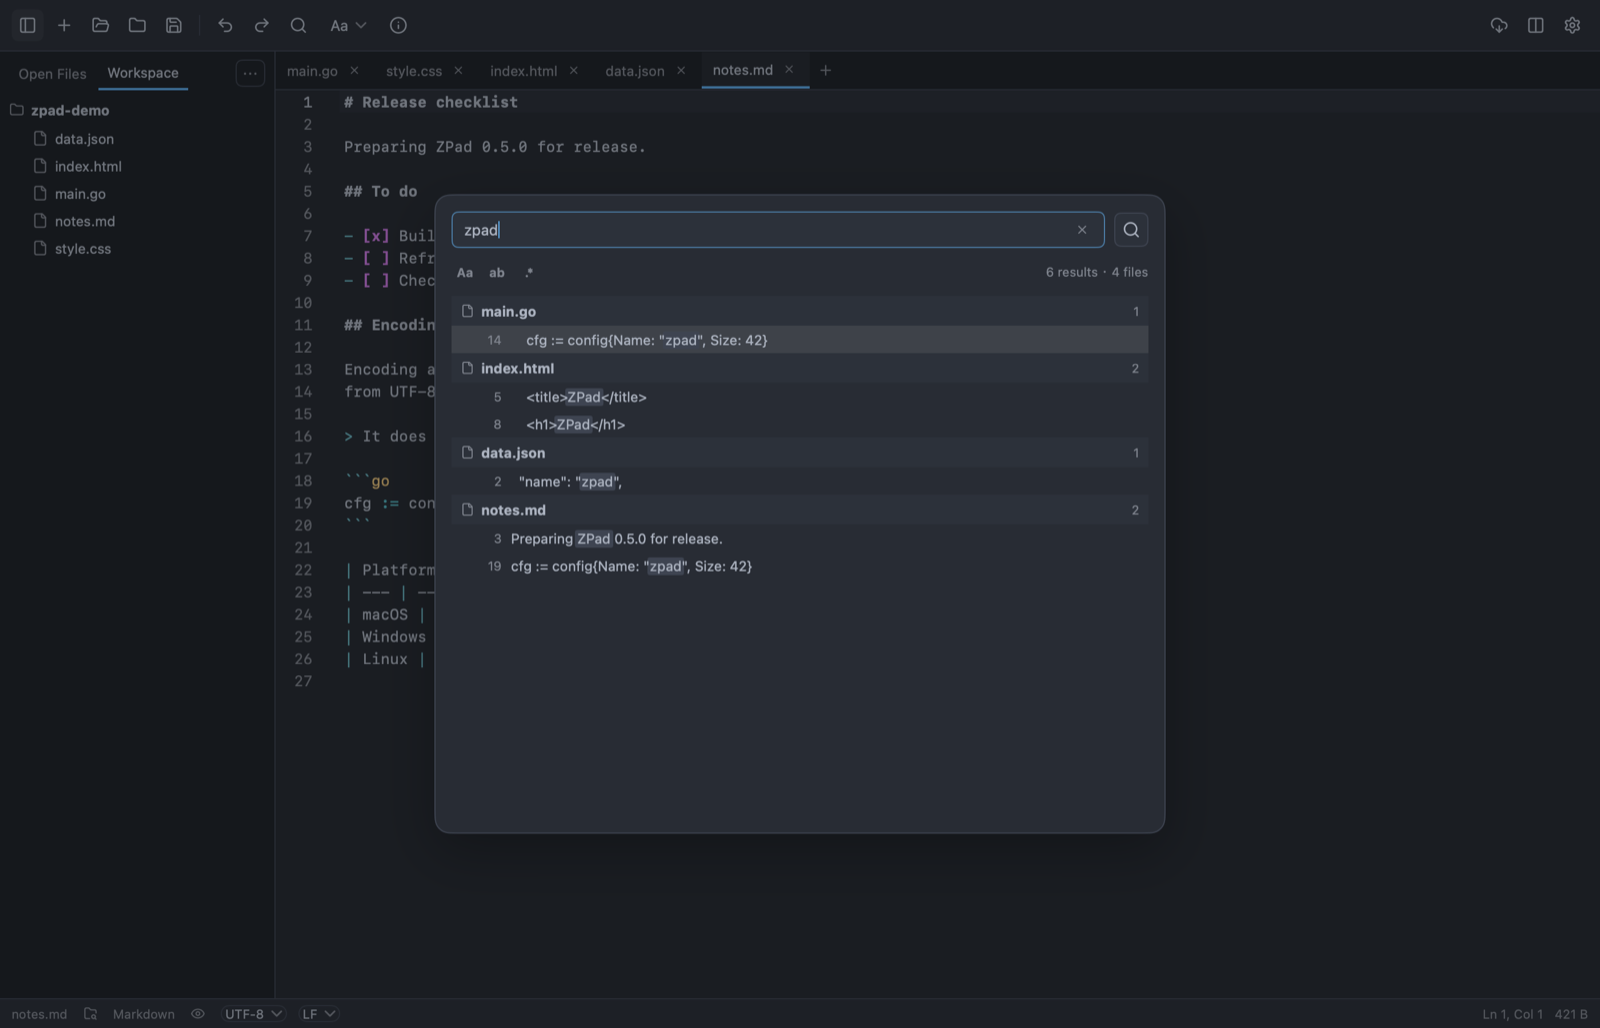 Aa
Open Files Workspace ...
main.go × style.css × index.html × data.json × notes.md × +
zpad-demo
data.json
index.html
main.go
notes.md
style.css
1 # Release checklist
2
3 Preparing ZPad 0.5.0 for release.
4
5 ## To do
6
7 - [x] Buil
8 - [ ] Refr
9 - [ ] Chec
10
11 ## Encodin
12
13 Encoding a
14 from UTF-8
15
16 > It does
17
18 ```go
19 cfg := con
20 ```
21
22 | Platform
23 | --- | --
24 | macOS |
25 | Windows
26 | Linux |
27
zpad
Aa ab .* 6 results · 4 files
main.go 1
14 cfg := config{Name: "zpad", Size: 42}
index.html 2
5 <title>ZPad</title>
8 <h1>ZPad</h1>
data.json 1
2 "name": "zpad",
notes.md 2
3 Preparing ZPad 0.5.0 for release.
19 cfg := config{Name: "zpad", Size: 42}
notes.md Markdown UTF-8 LF Ln 1, Col 1 421 B